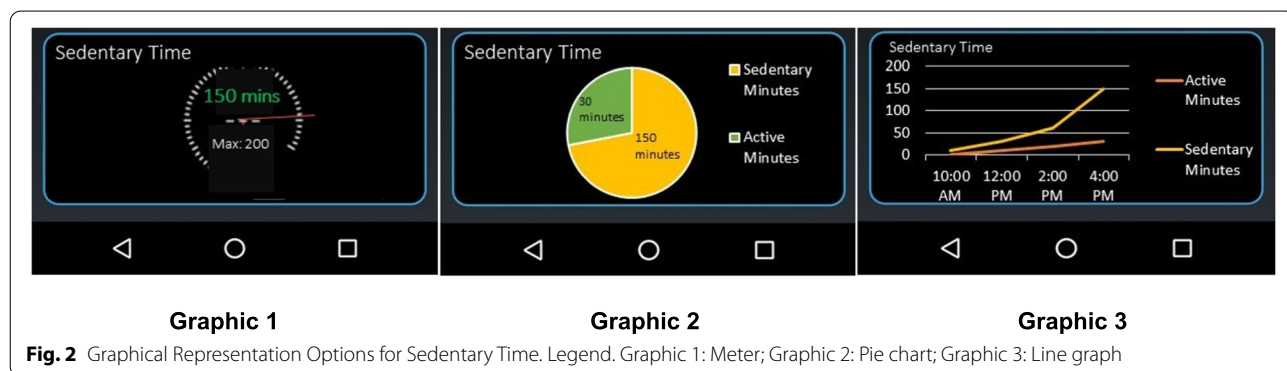 Sedentary Time
150 mins
Max: 200
Sedentary Time
30
minutes
150
minutes
Sedentary
Minutes
Active
Minutes
Sedentary Time
200
150
100
50
0
10:00
AM
12:00
PM
2:00
PM
4:00
PM
Active
Minutes
Sedentary
Minutes
Graphic 1
Graphic 2
Graphic 3
Fig. 2 Graphical Representation Options for Sedentary Time. Legend. Graphic 1: Meter; Graphic 2: Pie chart; Graphic 3: Line graph